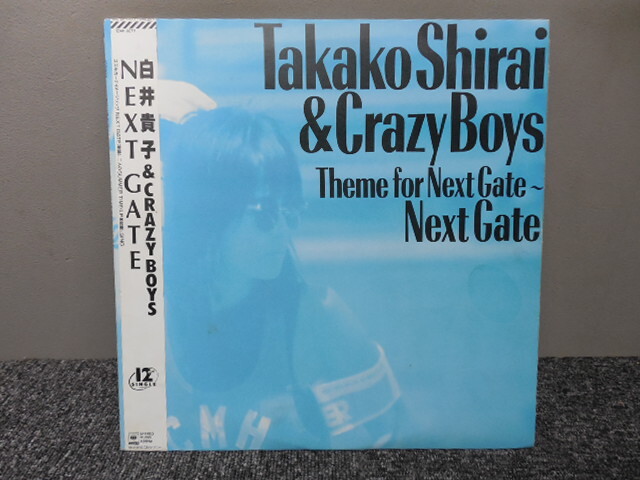 Takako Shirai
& Crazy Boys
Theme for Next Gate ~
Next Gate
白井貴子 & CRAZY BOYS
NEXT GATE
12"
SINGLE
STEREO